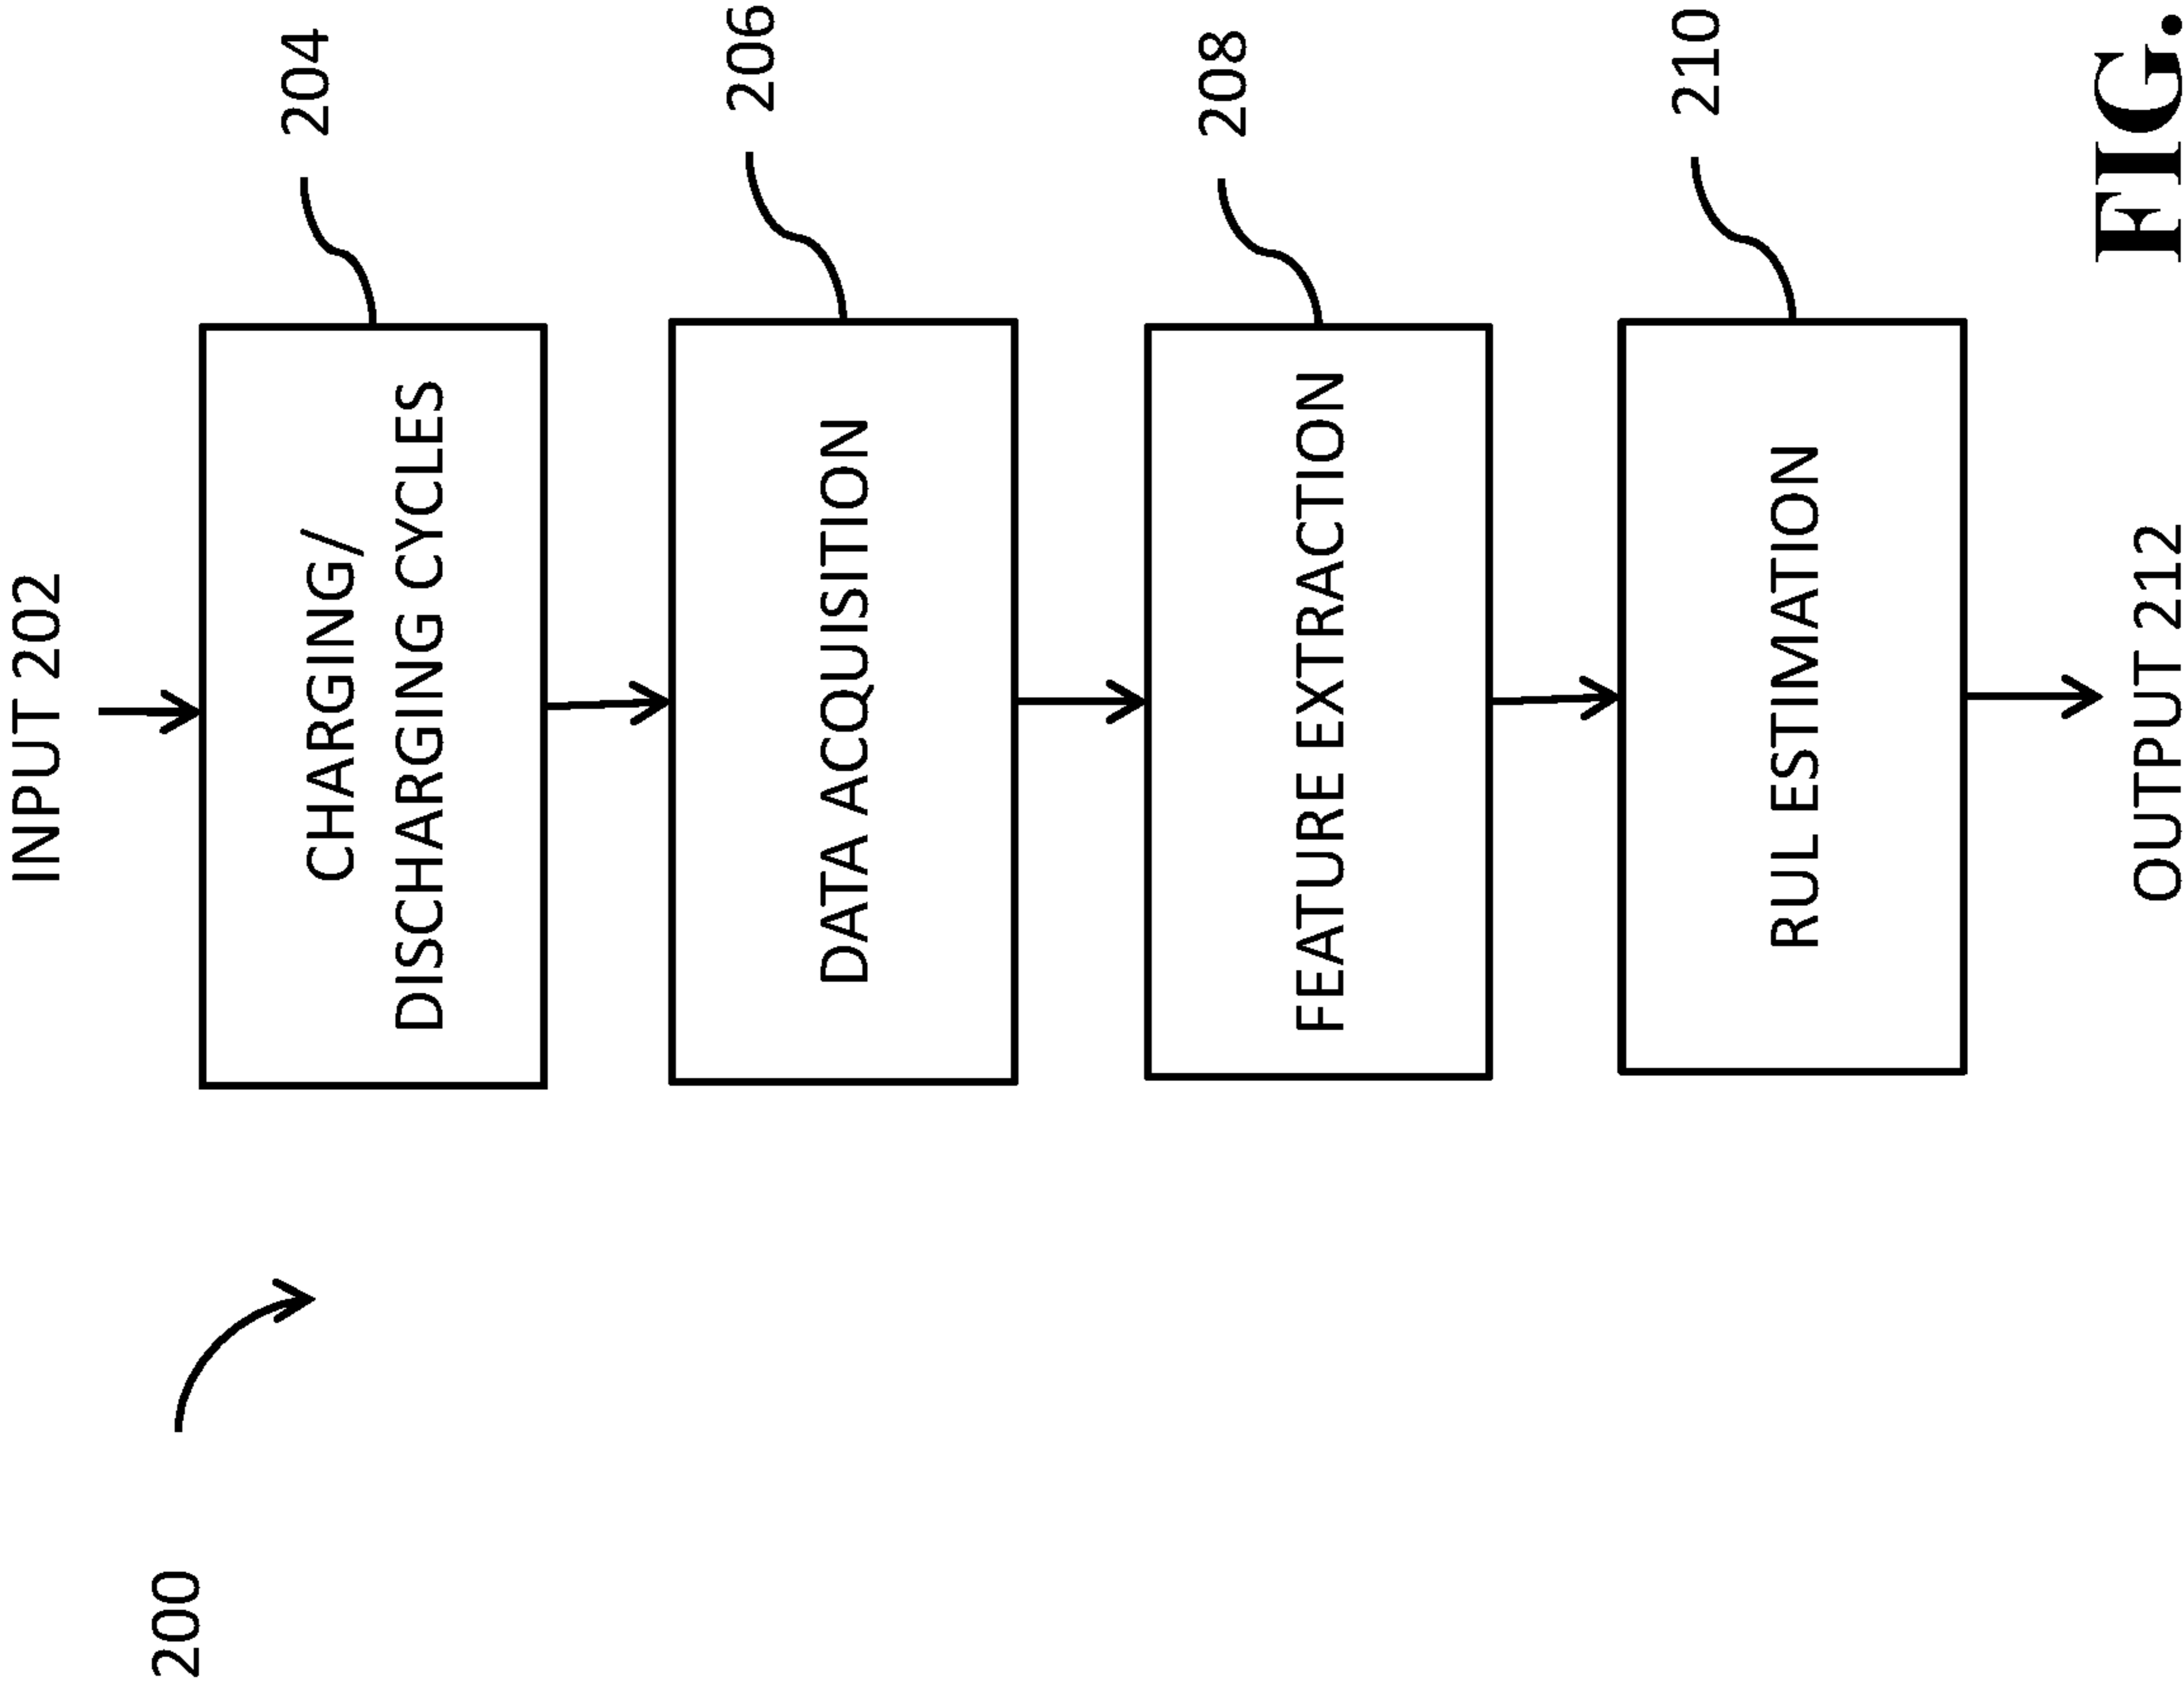 INPUT 202
200
CHARGING/
DISCHARGING CYCLES
204
DATA ACQUISITION
206
FEATURE EXTRACTION
208
RUL ESTIMATION
210
OUTPUT 212
FIG.